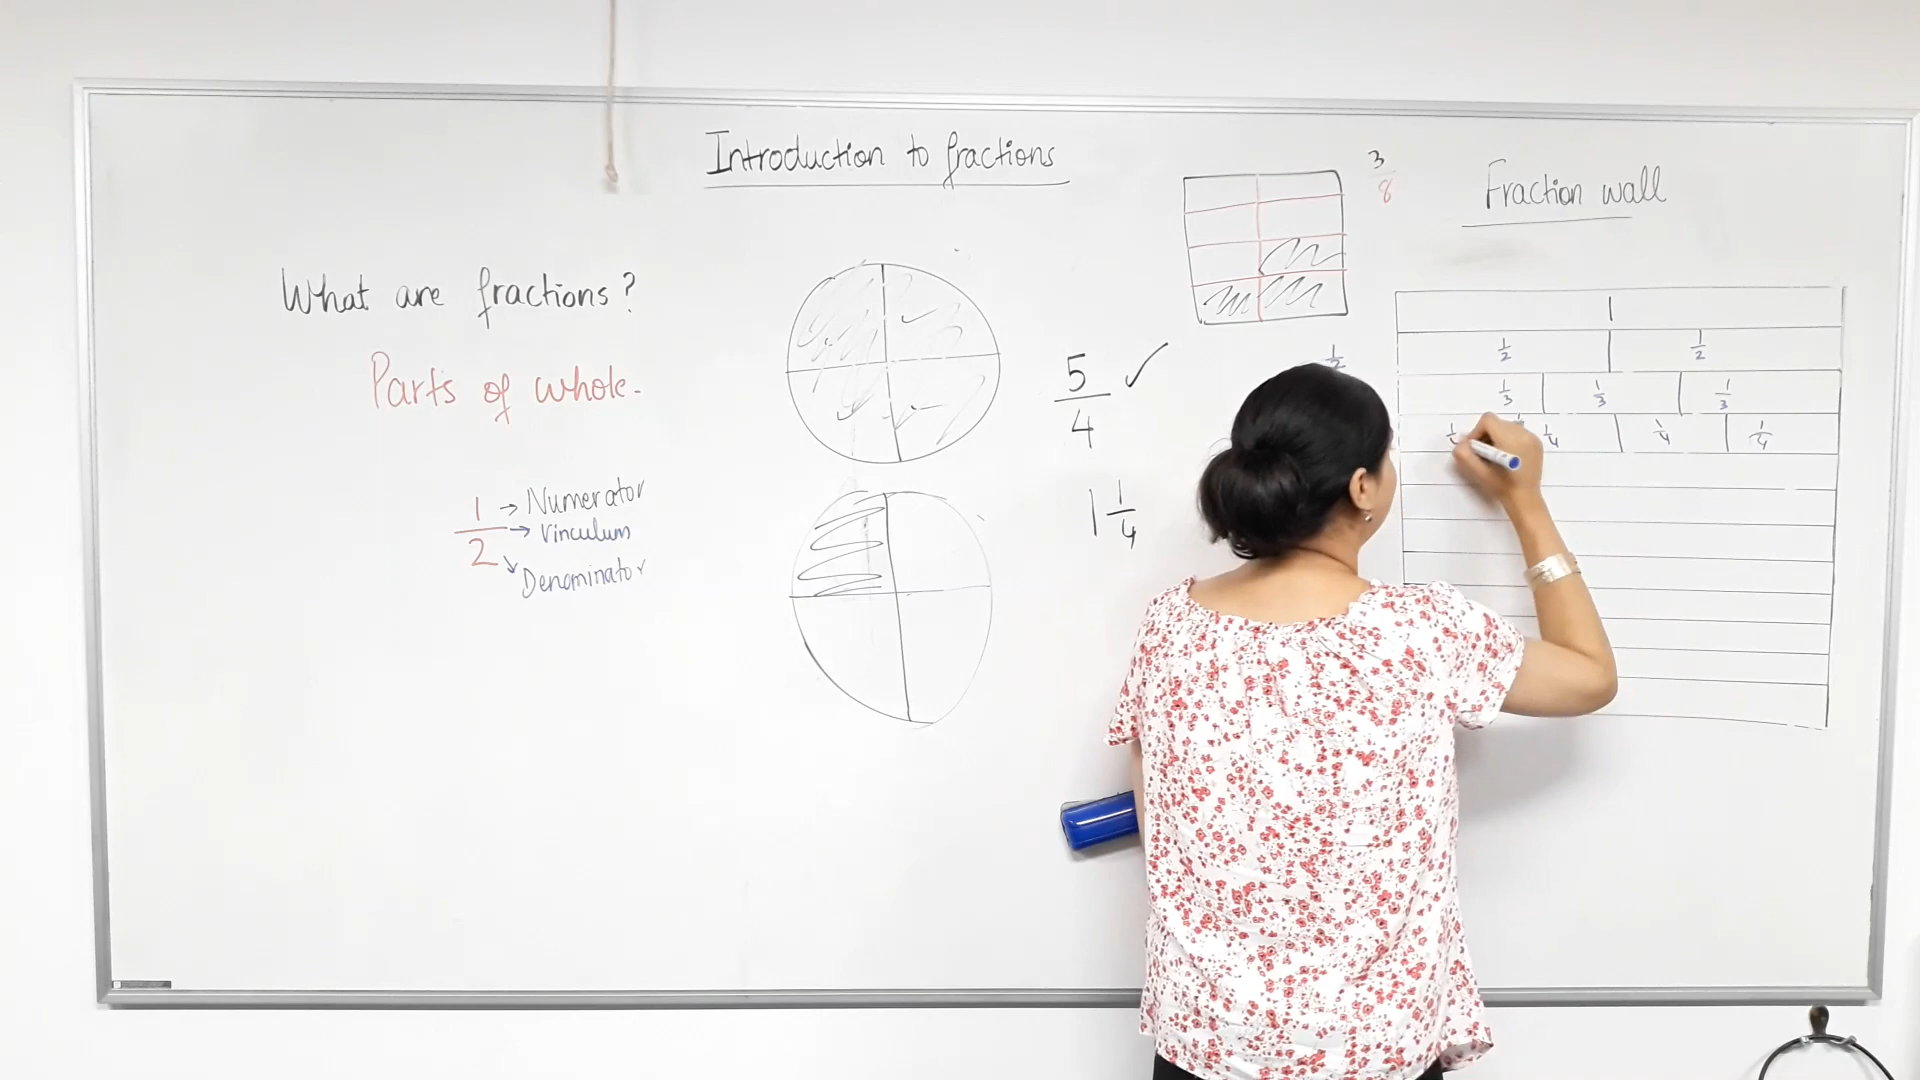 Introduction to fractions
What are fractions?
Parts of whole.
1 → Numerator
→ Vinculum
2 ↘ Denominator
5/4 ✓
1 1/4
3/8
Fraction wall
1/2
1
1/2 1/2
1/3 1/3 1/3
1/4 1/4 1/4